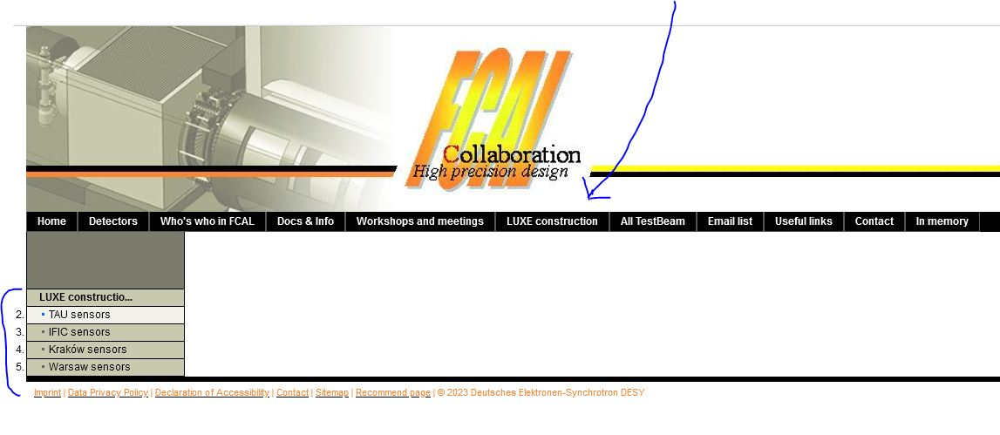 FCAL
Collaboration
High precision design
Home Detectors Who's who in FCAL Docs & Info Workshops and meetings LUXE construction All TestBeam Email list Useful links Contact In memory
LUXE constructio...
2. TAU sensors
3. IFIC sensors
4. Kraków sensors
5. Warsaw sensors
Imprint | Data Privacy Policy | Declaration of Accessibility | Contact | Sitemap | Recommend page | © 2023 Deutsches Elektronen-Synchrotron DESY